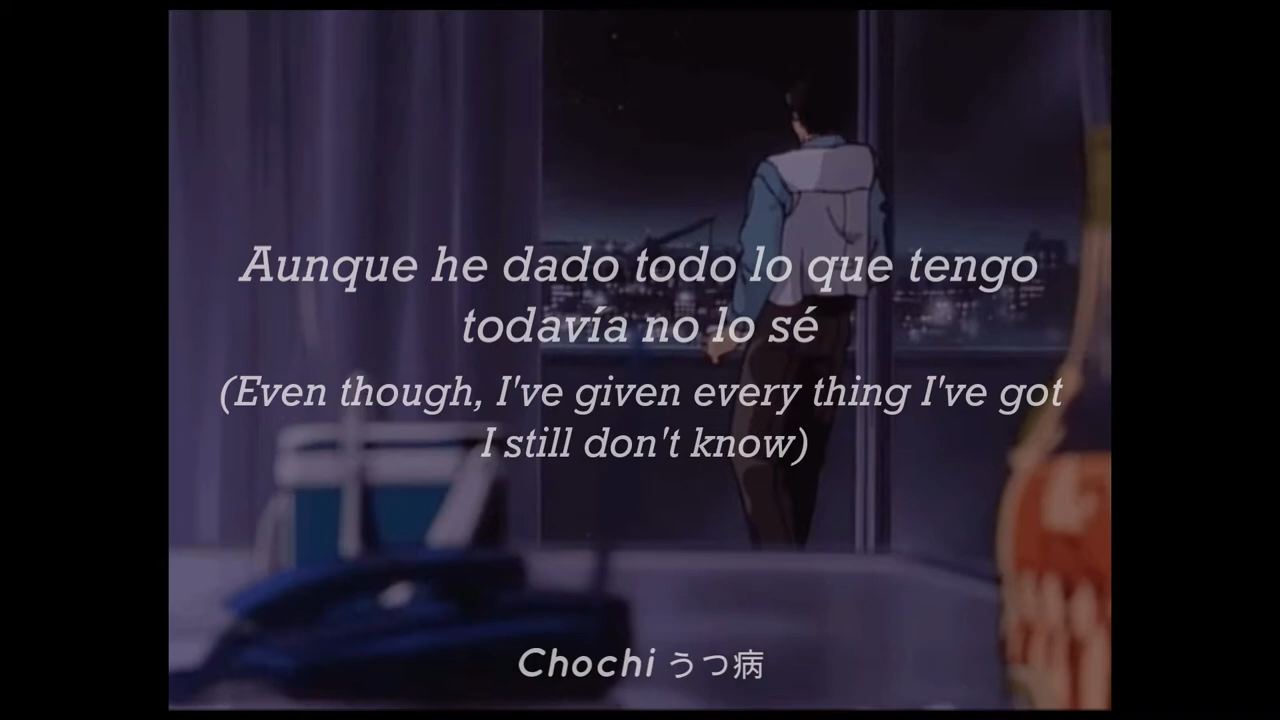 Aunque he dado todo lo que tengo
todavía no lo sé
(Even though, I've given every thing I've got
I still don't know)
Chochi うつ病